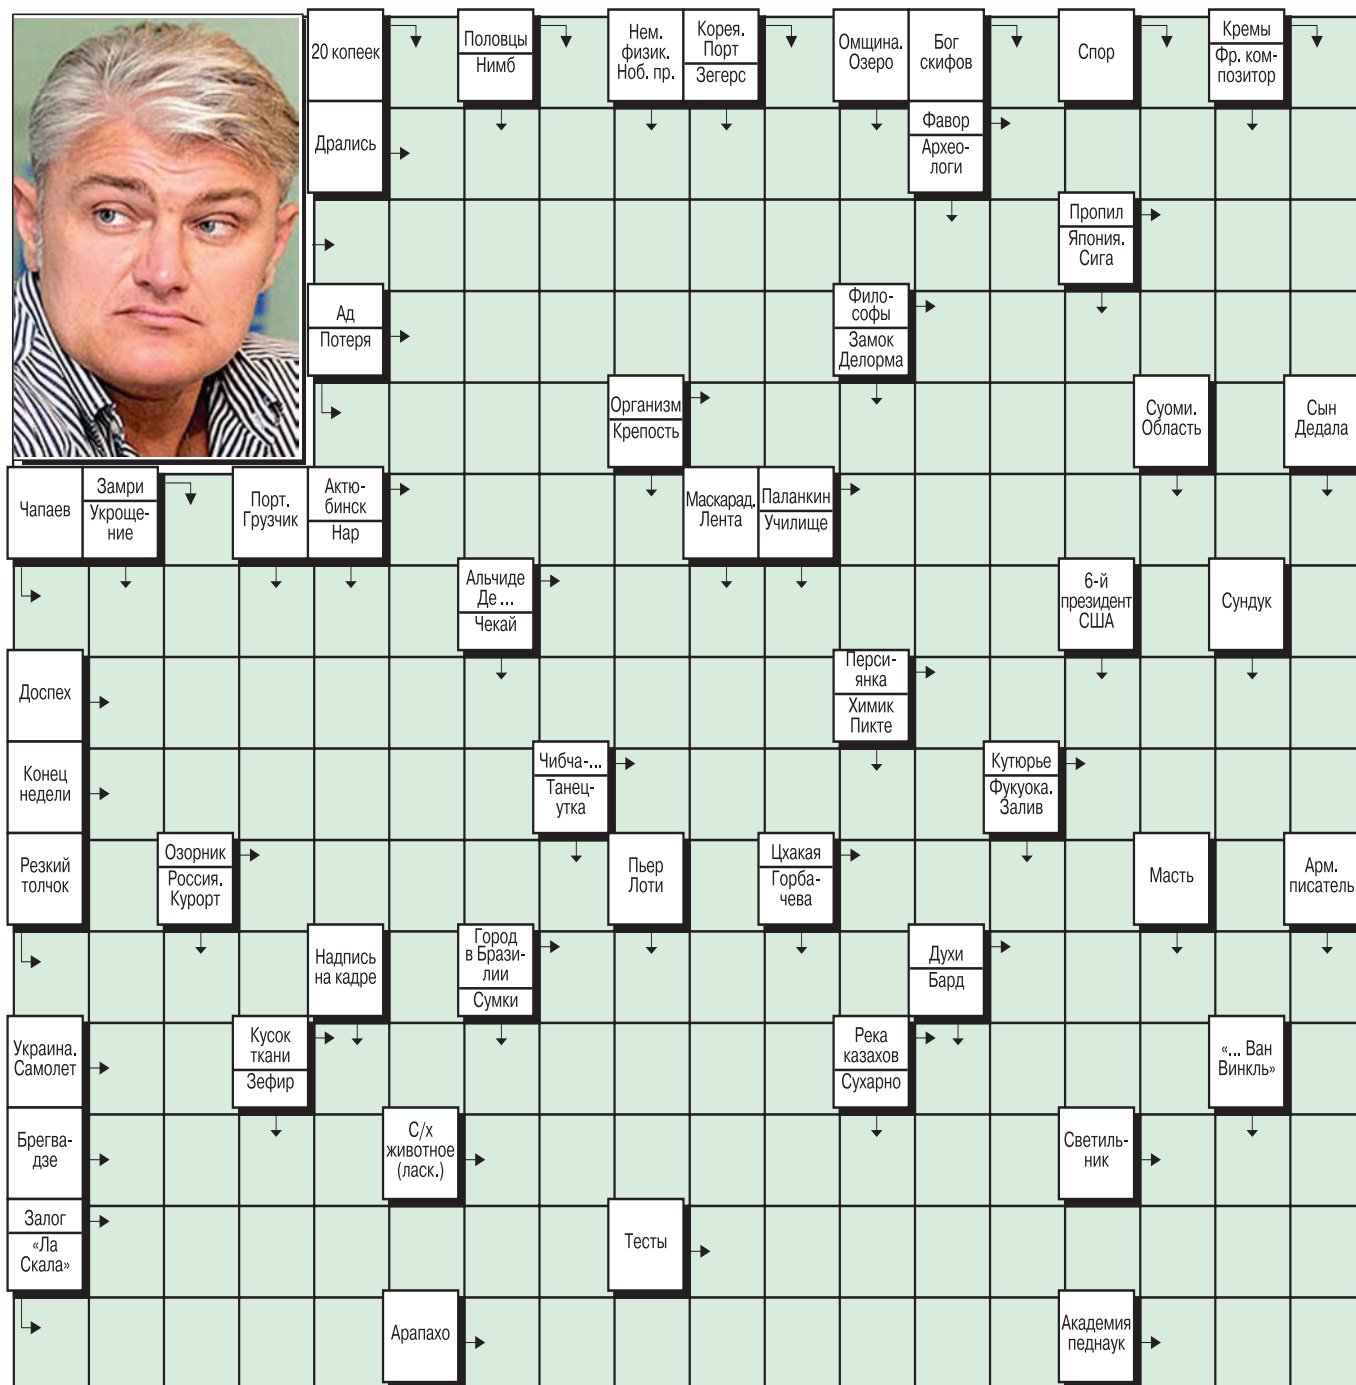 20 копеек
Половцы
Нимб
Нем.
физик.
Ноб. пр.
Корея.
Порт
Зегерс
Омщина.
Озеро
Бог
скифов
Спор
Кремы
Фр. ком-
позитор
Дрались
Фавор
Архео-
логи
Пропил
Япония.
Сига
Ад
Потеря
Фило-
софы
Замок
Делорма
Организм
Крепость
Суоми.
Область
Сын
Дедала
Чапаев
Замри
Укроще-
ние
Порт.
Грузчик
Актю-
бинск
Нар
Маскарад.
Лента
Паланкин
Училище
Альчиде
Де ...
Чекай
6-й
президент
США
Сундук
Доспех
Перси-
янка
Химик
Пикте
Конец
недели
Чибча-...
Танец-
утка
Кутюрье
Фукуока.
Залив
Резкий
толчок
Озорник
Россия.
Курорт
Пьер
Лоти
Цхакая
Горба-
чева
Масть
Арм.
писатель
Надпись
на кадре
Город
в Брази-
лии
Сумки
Духи
Бард
Украина.
Самолет
Кусок
ткани
Зефир
Река
казахов
Сухарно
«... Ван
Винкль»
Брегва-
дзе
С/х
животное
(ласк.)
Светиль-
ник
Залог
«Ла
Скала»
Тесты
Арапахо
Академия
педнаук